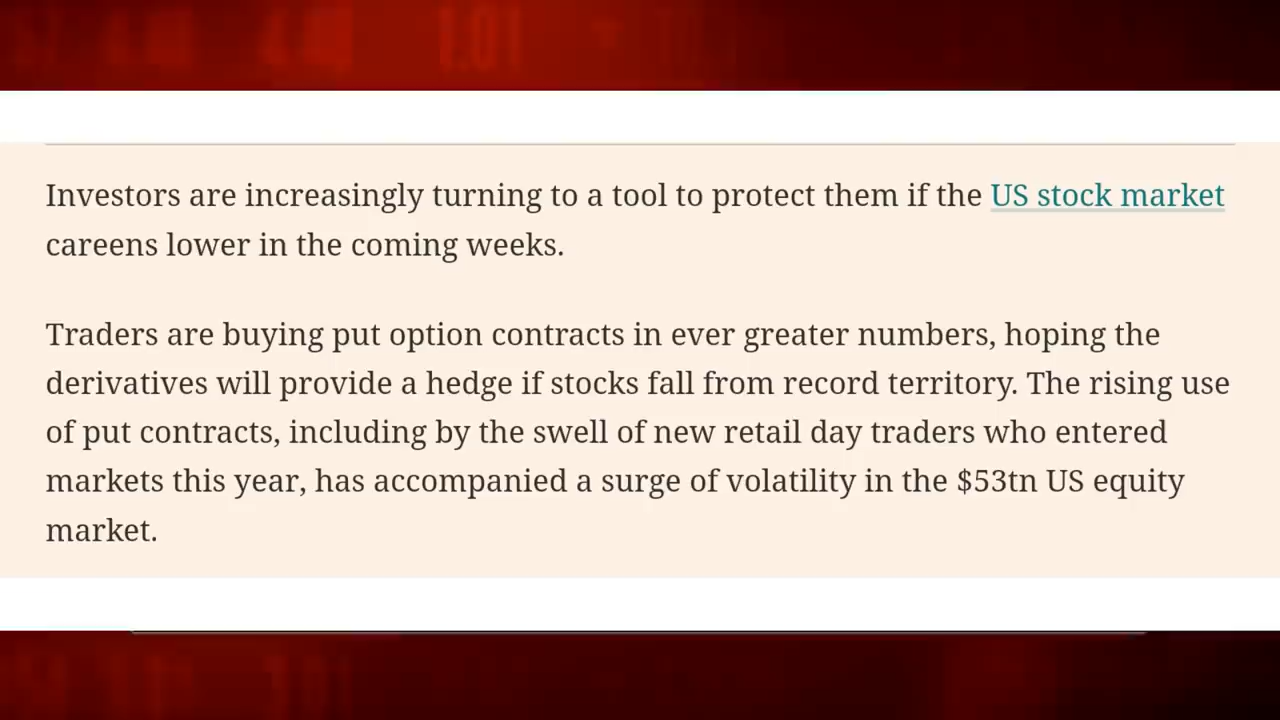 Investors are increasingly turning to a tool to protect them if the US stock market
careens lower in the coming weeks.
Traders are buying put option contracts in ever greater numbers, hoping the
derivatives will provide a hedge if stocks fall from record territory. The rising use
of put contracts, including by the swell of new retail day traders who entered
markets this year, has accompanied a surge of volatility in the $53tn US equity
market.